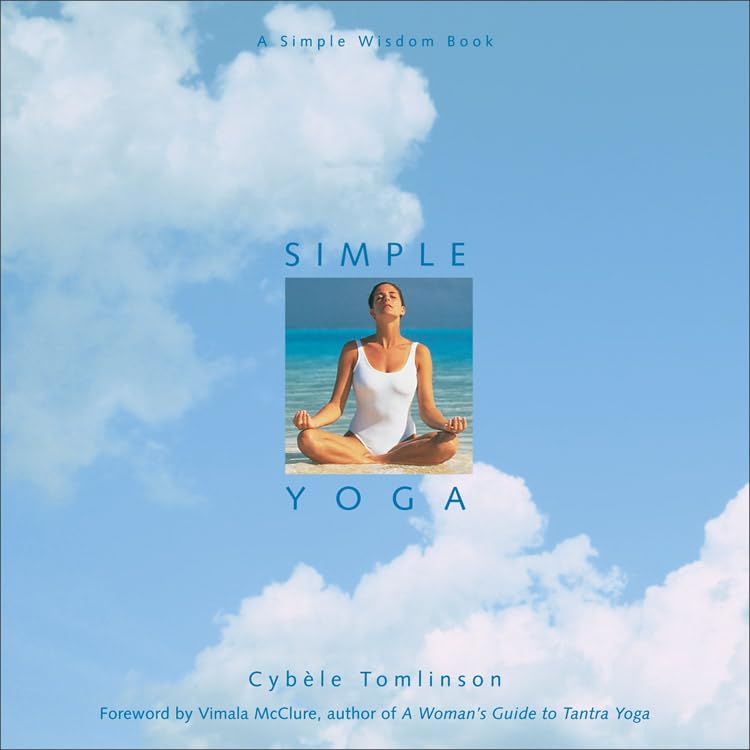 A Simple Wisdom Book
SIMPLE
YOGA
Cybèle Tomlinson
Foreword by Vimala McClure, author of A Woman's Guide to Tantra Yoga